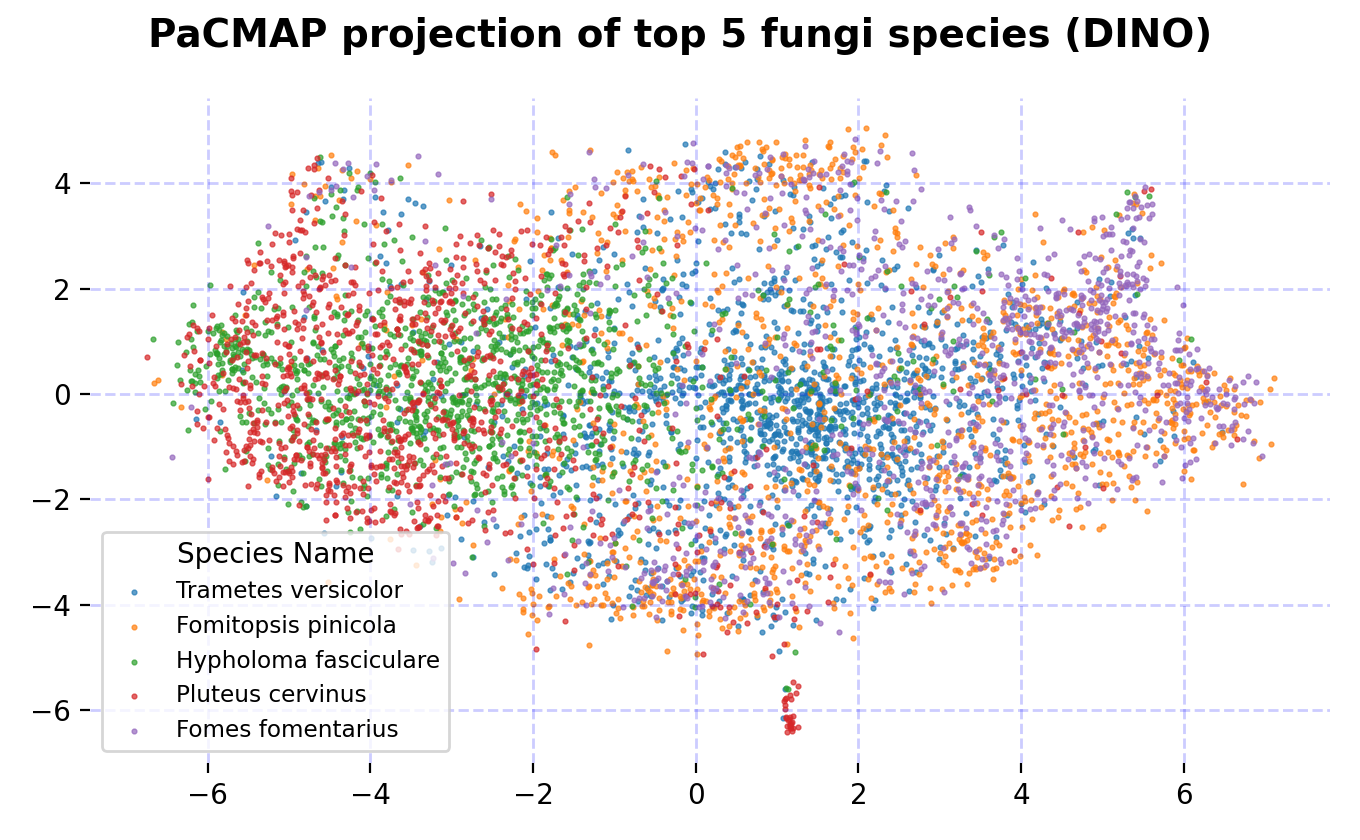 PaCMAP projection of top 5 fungi species (DINO)
4
2
0
−2
−4
−6
Species Name
Trametes versicolor
Fomitopsis pinicola
Hypholoma fasciculare
Pluteus cervinus
Fomes fomentarius
−6 −4 −2 0 2 4 6